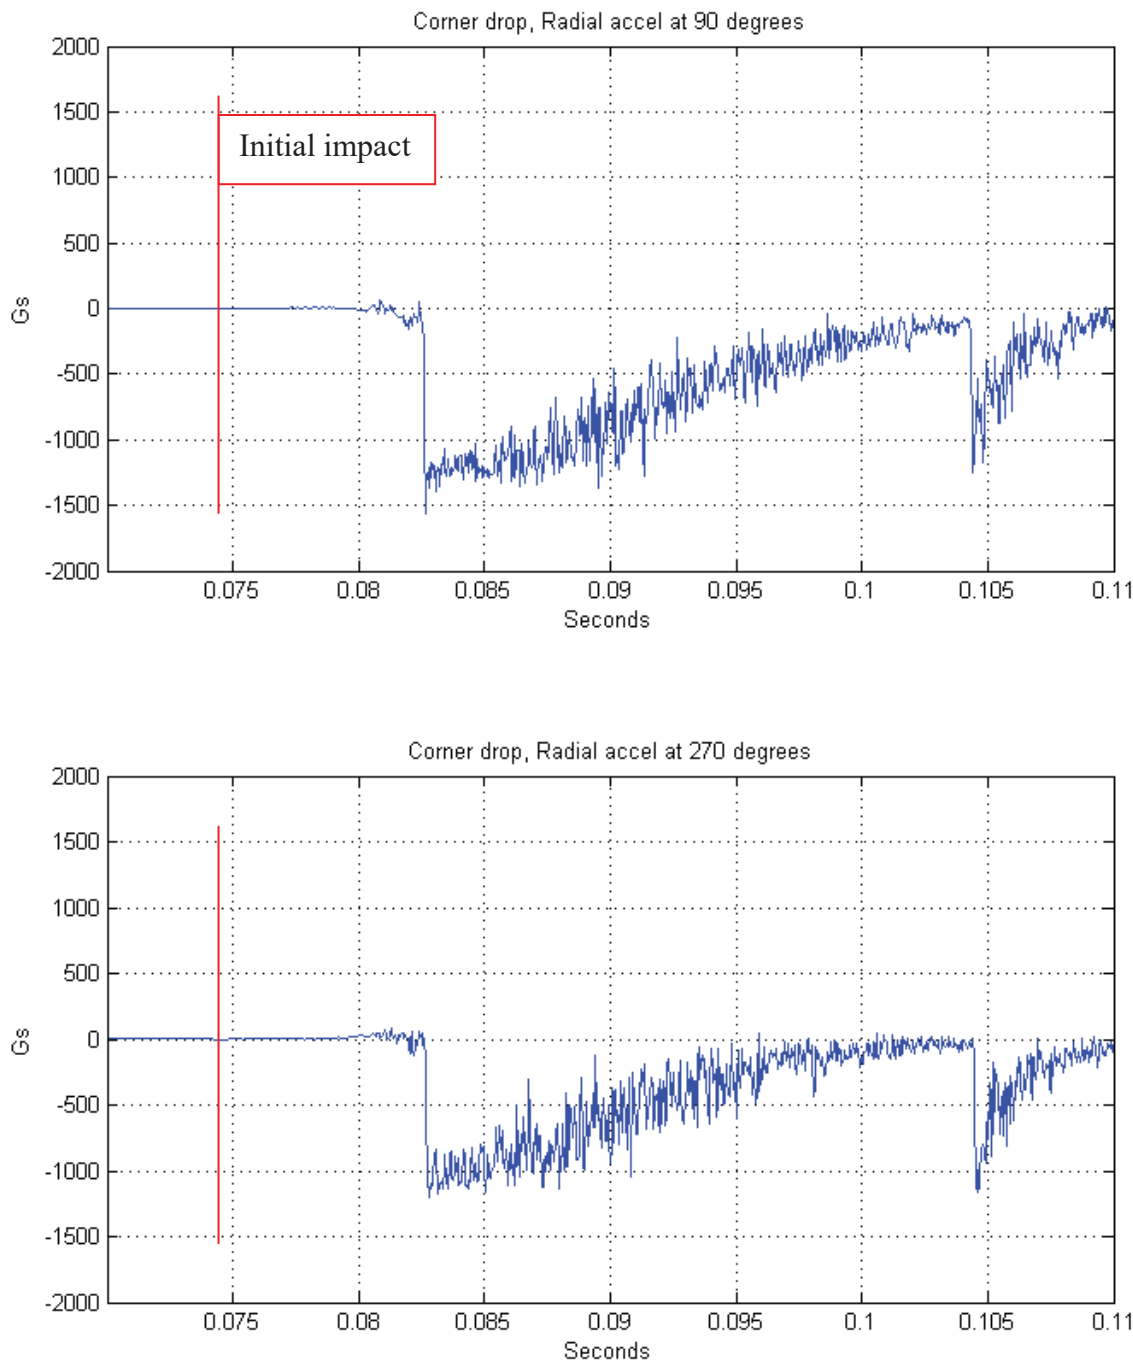 Corner drop, Radial accel at 90 degrees
2000
1500
Initial impact
1000
500
0
Gs
-500
-1000
-1500
-2000
0.075 0.08 0.085 0.09 0.095 0.1 0.105 0.11
Seconds
Corner drop, Radial accel at 270 degrees
2000
1500
1000
500
0
Gs
-500
-1000
-1500
-2000
0.075 0.08 0.085 0.09 0.095 0.1 0.105 0.11
Seconds